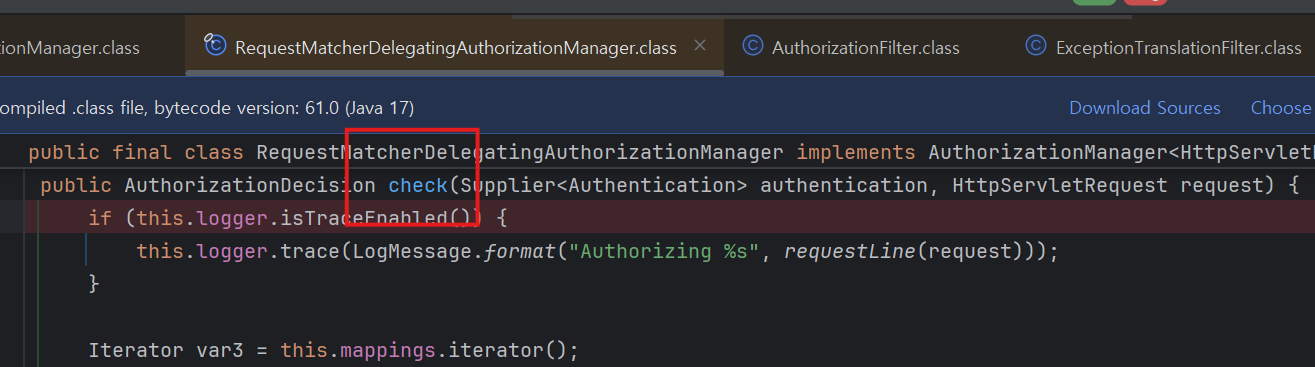 tionManager.class
RequestMatcherDelegatingAuthorizationManager.class
AuthorizationFilter.class
ExceptionTranslationFilter.class
ompiled .class file, bytecode version: 61.0 (Java 17)
Download Sources
Choose
public final class RequestMatcherDelegatingAuthorizationManager implements AuthorizationManager<HttpServletR
public AuthorizationDecision check(Supplier<Authentication> authentication, HttpServletRequest request) {
if (this.logger.isTraceEnabled()) {
this.logger.trace(LogMessage.format("Authorizing %s", requestLine(request)));
}
Iterator var3 = this.mappings.iterator();